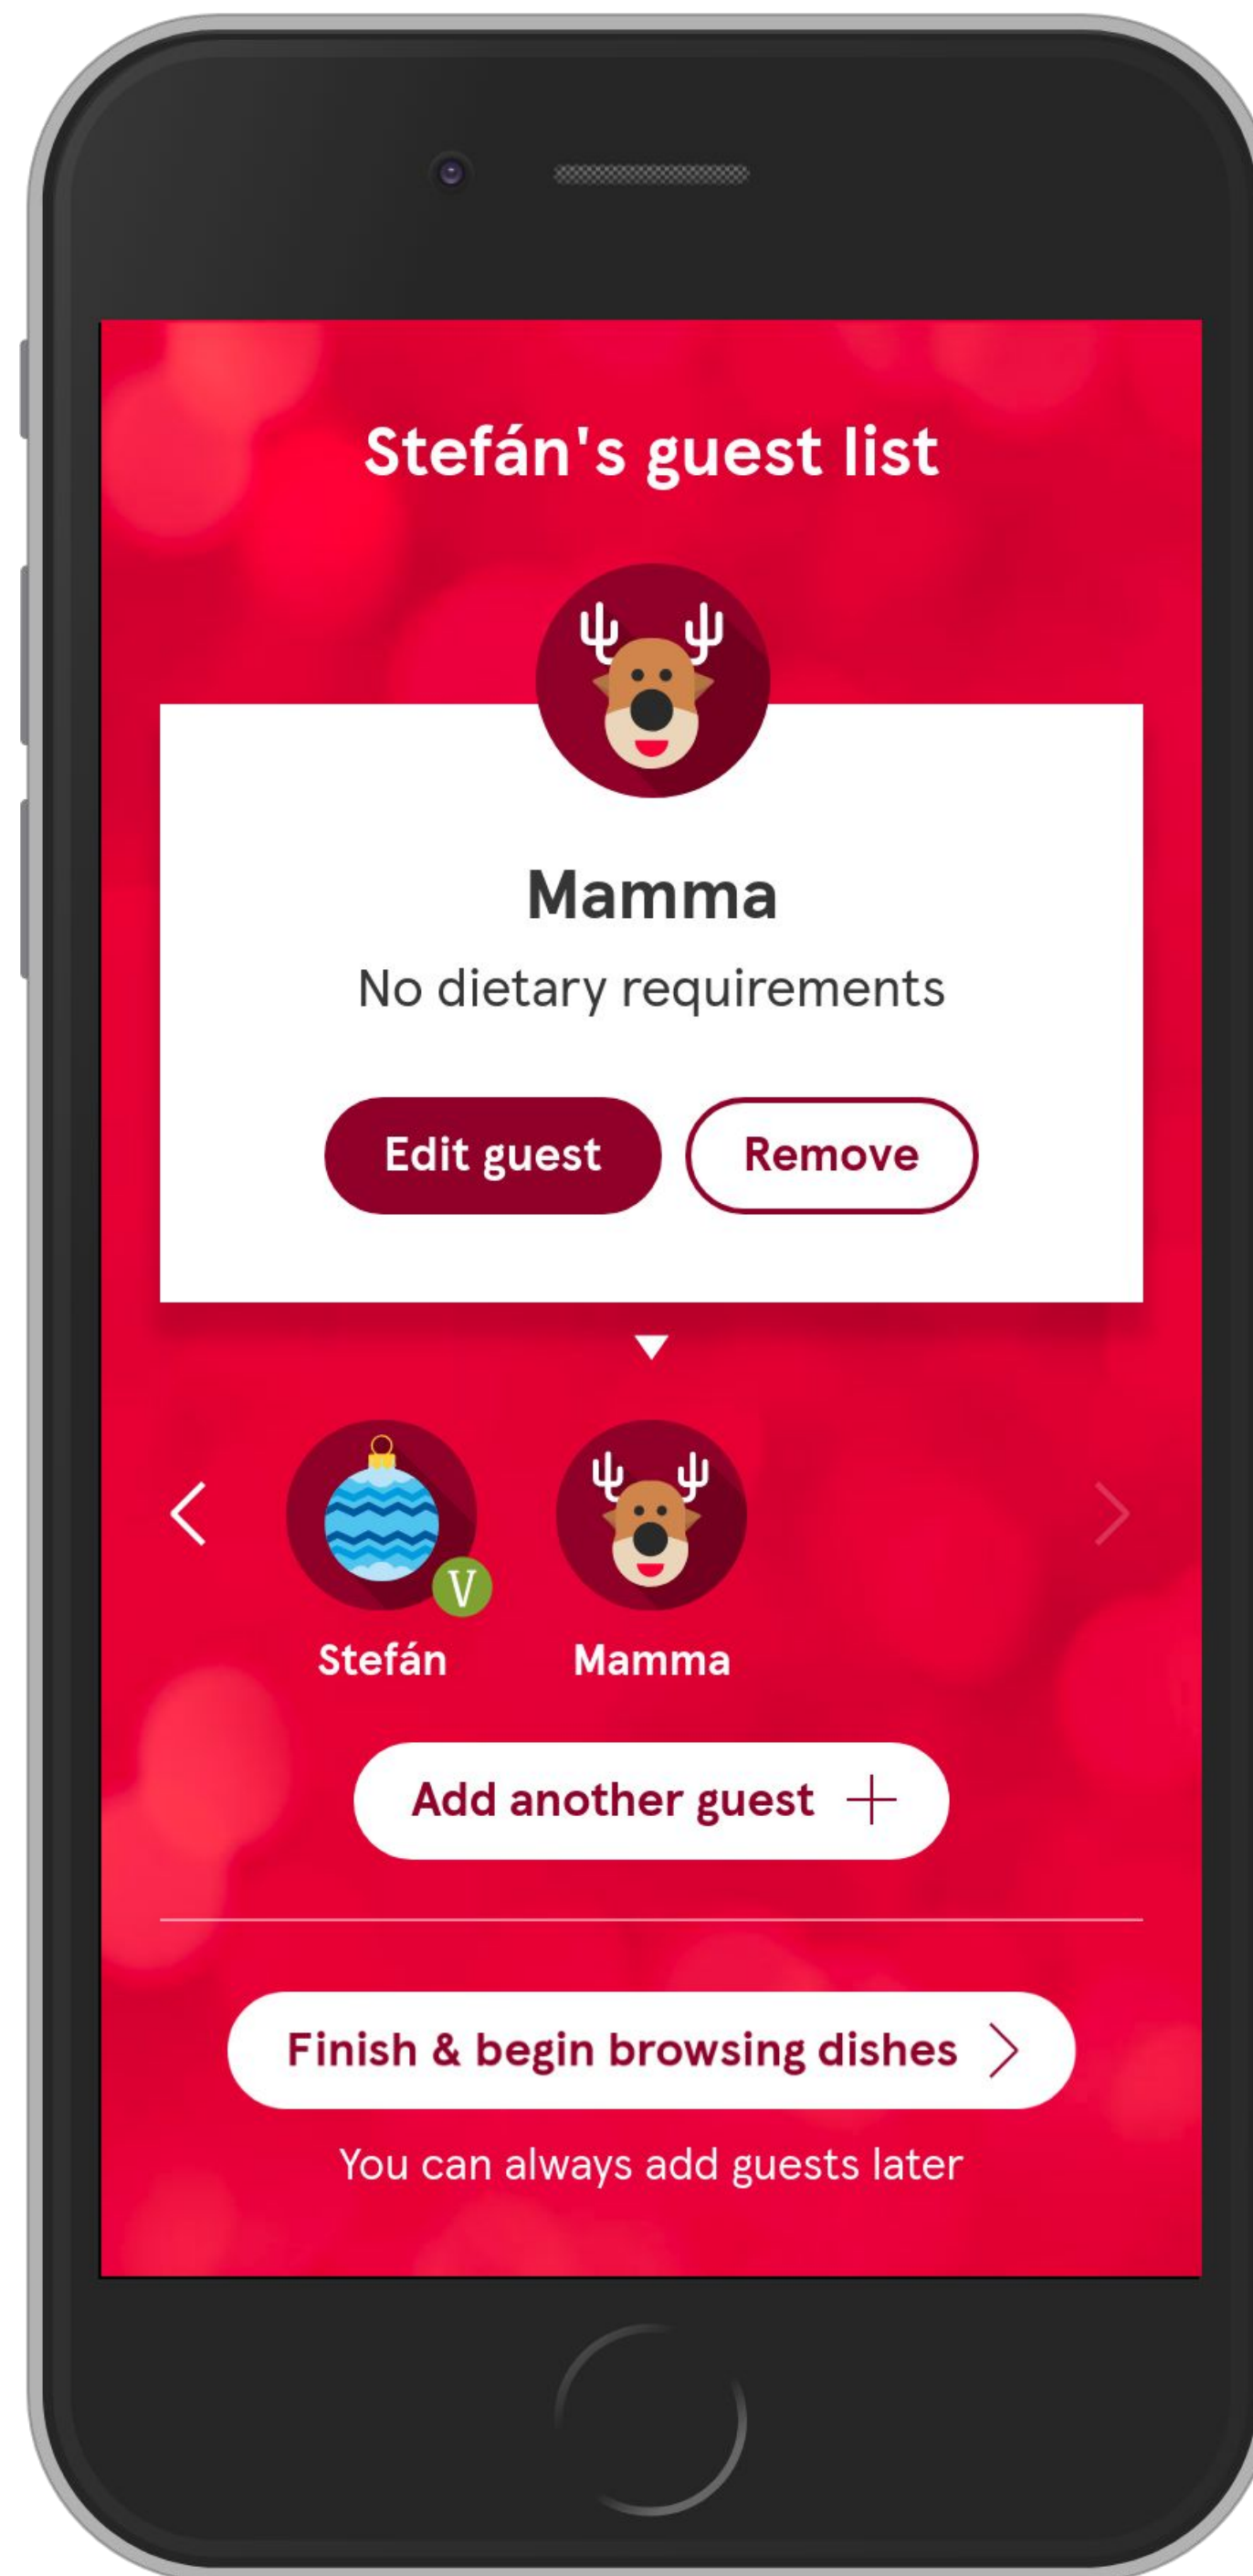 Stefán's guest list
Mamma
No dietary requirements
Edit guest
Remove
V
Stefán
Mamma
Add another guest
Finish & begin browsing dishes
You can always add guests later